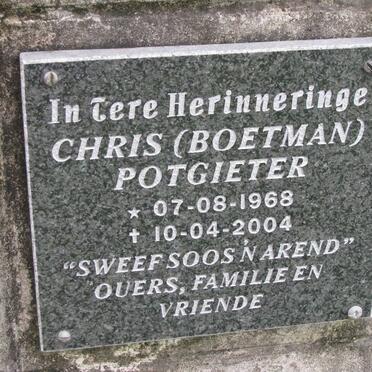 In Tere Herinneringe
CHRIS (BOETMAN)
POTGIETER
★ 07-08-1968
✝ 10-04-2004
"SWEEF SOOS 'N AREND"
OUERS, FAMILIE EN
VRIENDE